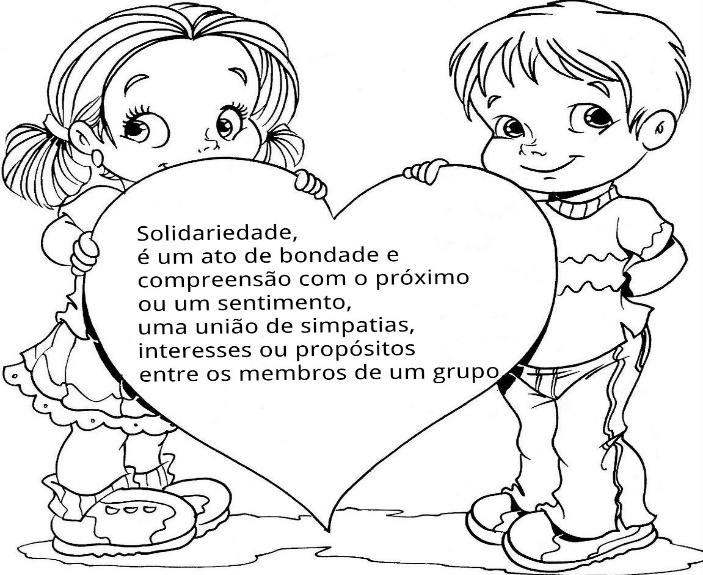 Solidariedade,
é um ato de bondade e
compreensão com o próximo
ou um sentimento,
uma união de simpatias,
interesses ou propósitos
entre os membros de um grupo